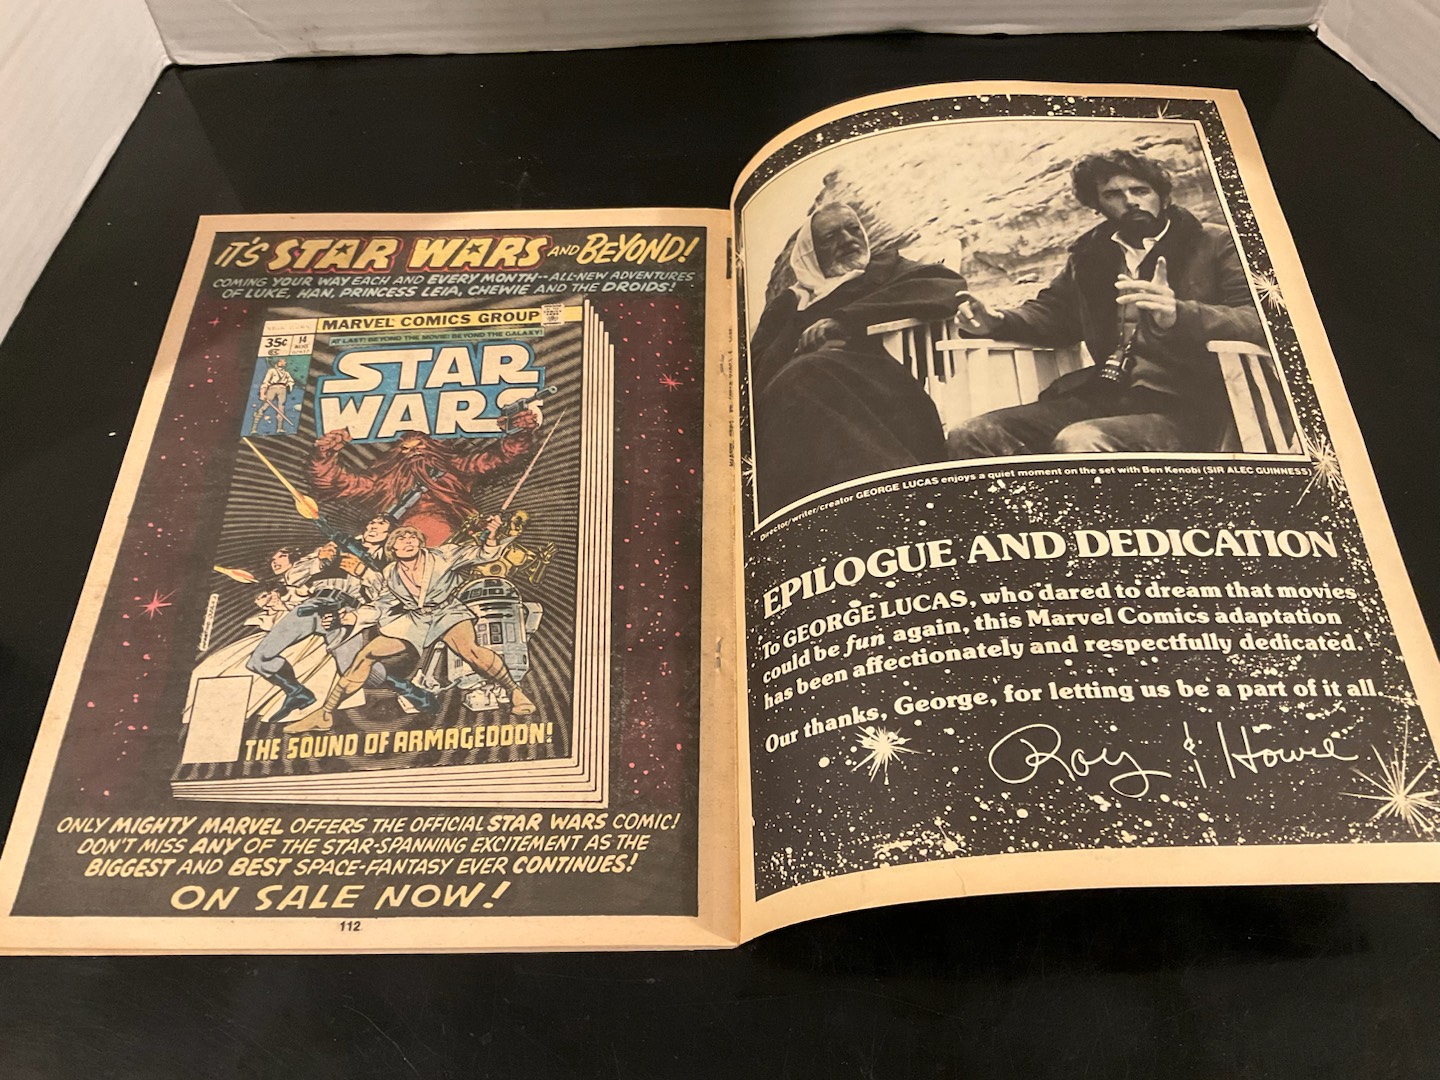 IT'S STAR WARS AND BEYOND!
COMING YOUR WAY EACH AND EVERY MONTH--ALL-NEW ADVENTURES
OF LUKE, HAN, PRINCESS LEIA, CHEWIE AND THE DROIDS!
MARVEL COMICS GROUP
35¢ 14
AT LAST! BEYOND THE MOVIE! BEYOND THE GALAXY!
STAR
WARS
THE SOUND OF ARMAGEDDON!
ONLY MIGHTY MARVEL OFFERS THE OFFICIAL STAR WARS COMIC!
DON'T MISS ANY OF THE STAR-SPANNING EXCITEMENT AS THE
BIGGEST AND BEST SPACE-FANTASY EVER CONTINUES!
ON SALE NOW!
112
Director/writer/creator GEORGE LUCAS enjoys a quiet moment on the set with Ben Kenobi (SIR ALEC GUINNESS)
EPILOGUE AND DEDICATION
To GEORGE LUCAS, who dared to dream that movies
could be fun again, this Marvel Comics adaptation
has been affectionately and respectfully dedicated.
Our thanks, George, for letting us be a part of it all.
Roy & Howie